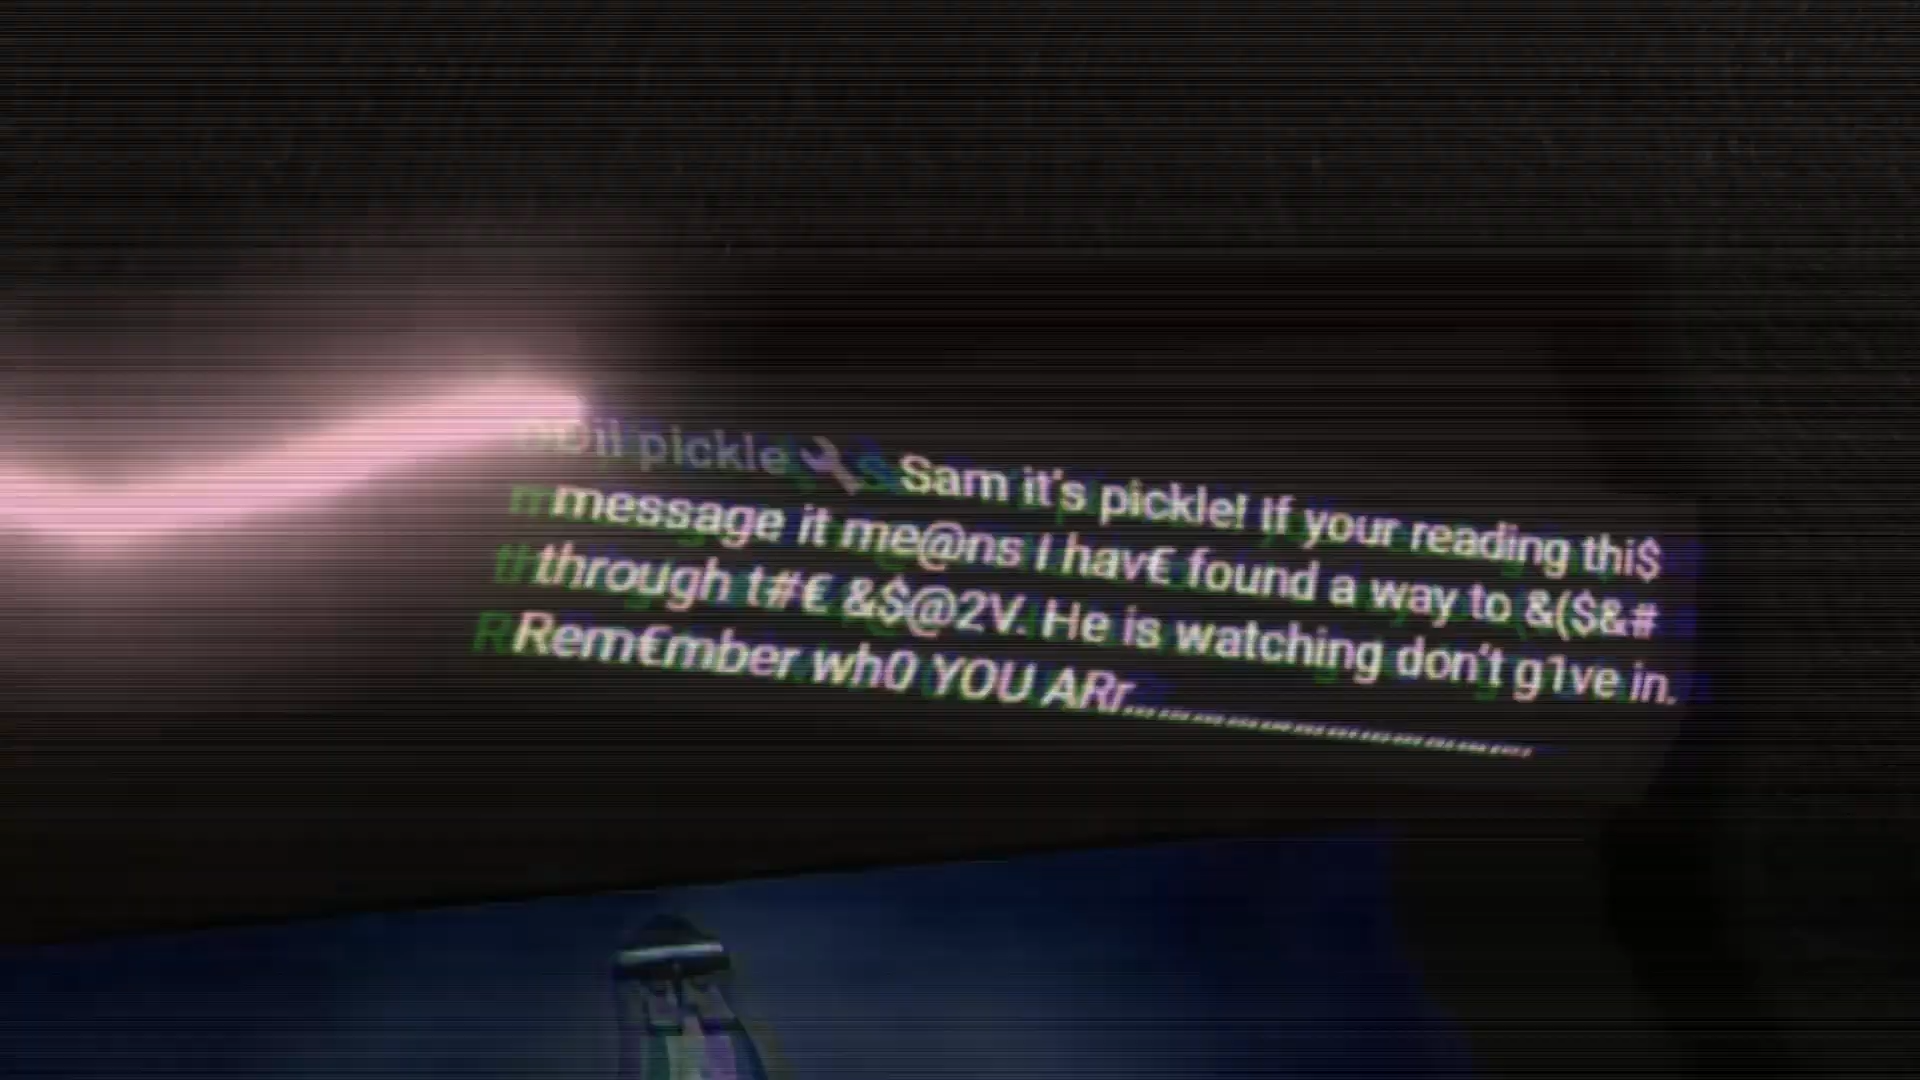 Dil pickle🔧 Sam it's pickle! If your reading thi$
message it me@ns I hav€ found a way to &($&#
through t#€ &$@2V. He is watching don't g1ve in.
Rem€mber wh0 YOU ARr....................................